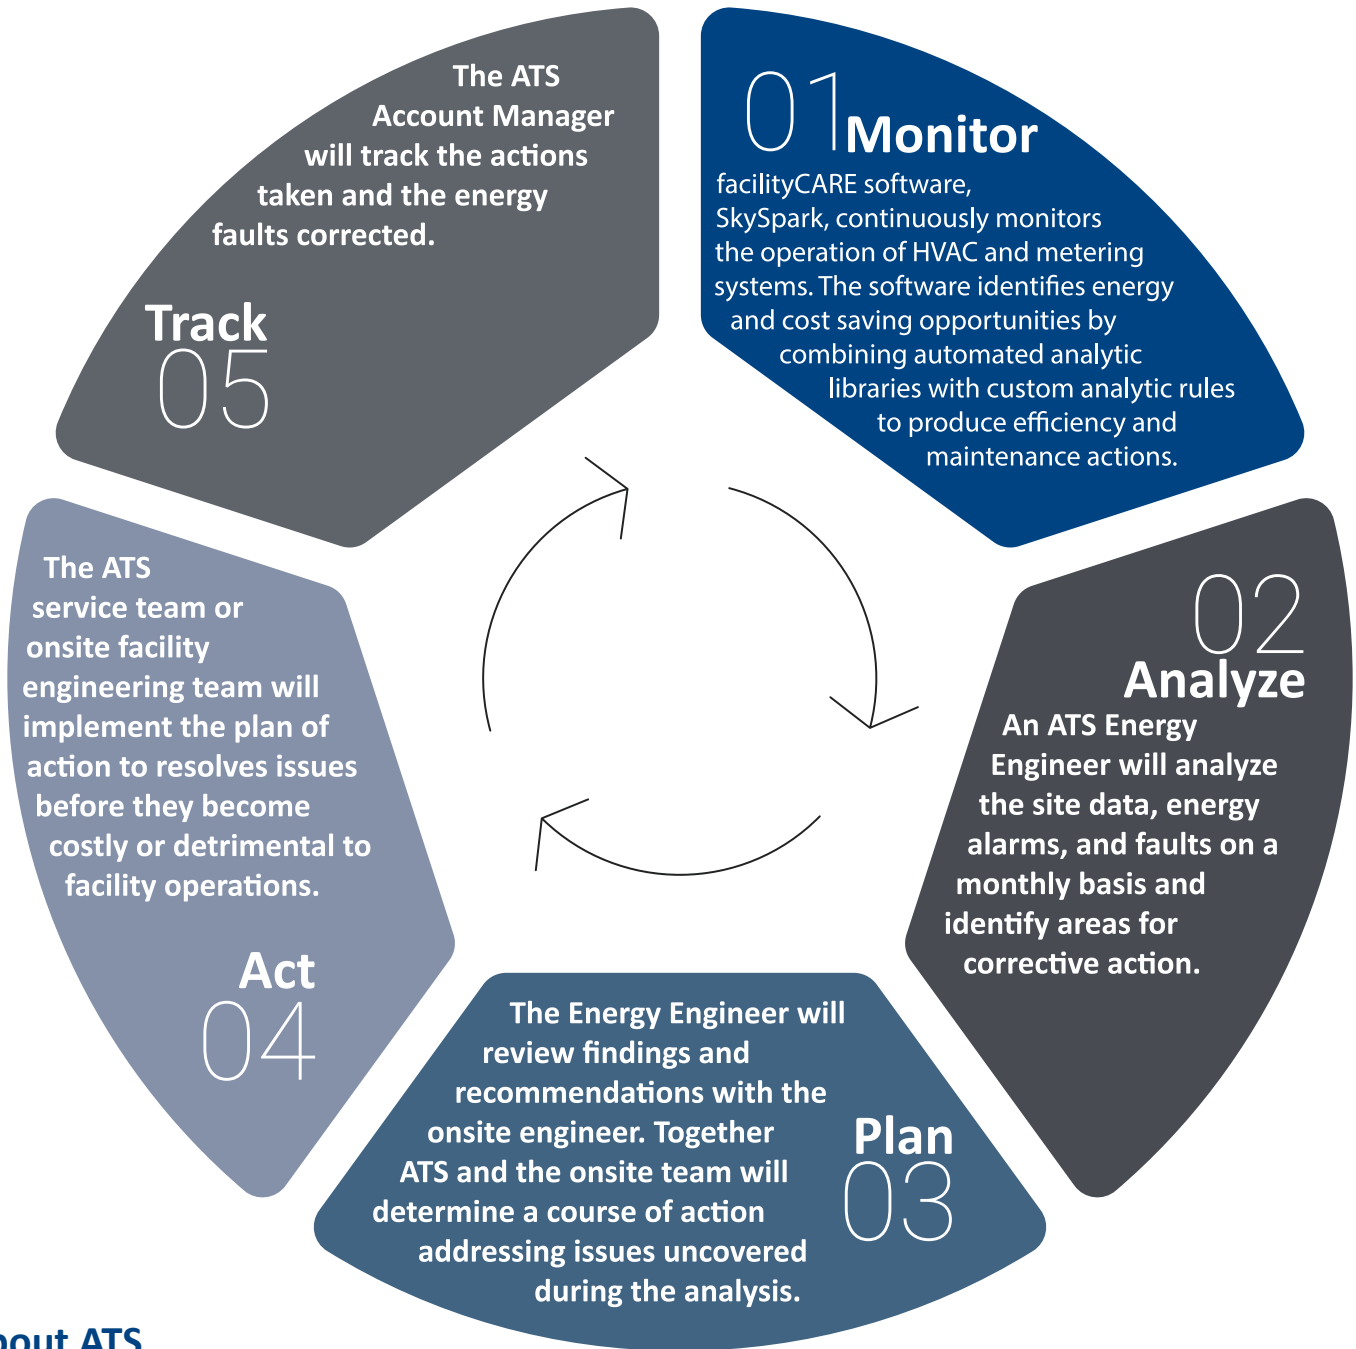 01
Monitor
facilityCARE software,
SkySpark, continuously monitors
the operation of HVAC and metering
systems. The software identifies energy
and cost saving opportunities by
combining automated analytic
libraries with custom analytic rules
to produce efficiency and
maintenance actions.
02
Analyze
An ATS Energy
Engineer will analyze
the site data, energy
alarms, and faults on a
monthly basis and
identify areas for
corrective action.
The Energy Engineer will
review findings and
recommendations with the
onsite engineer. Together
ATS and the onsite team will
determine a course of action
addressing issues uncovered
during the analysis.
Plan
03
The ATS
service team or
onsite facility
engineering team will
implement the plan of
action to resolves issues
before they become
costly or detrimental to
facility operations.
Act
04
The ATS
Account Manager
will track the actions
taken and the energy
faults corrected.
Track
05
ATS